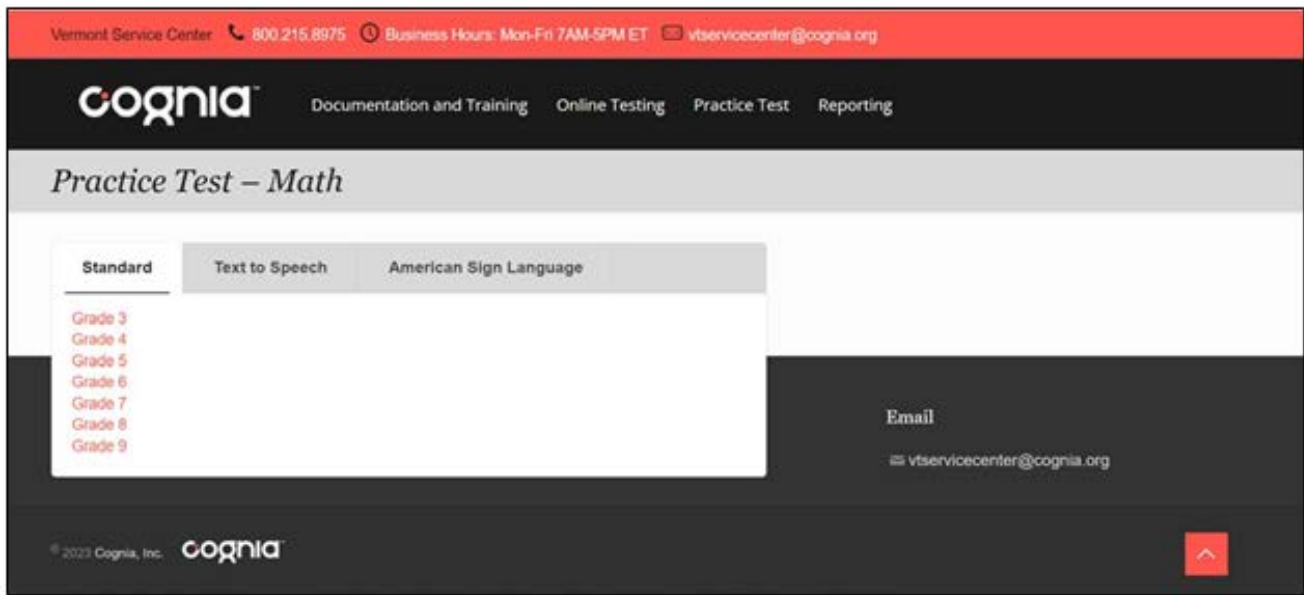 Vermont Service Center 800.215.8975 Business Hours: Mon-Fri 7AM-5PM ET vtservicecenter@cognia.org
cognia™ Documentation and Training Online Testing Practice Test Reporting
Practice Test – Math
Standard Text to Speech American Sign Language
Grade 3
Grade 4
Grade 5
Grade 6
Grade 7
Grade 8
Grade 9
Email
vtservicecenter@cognia.org
© 2023 Cognia, Inc. cognia